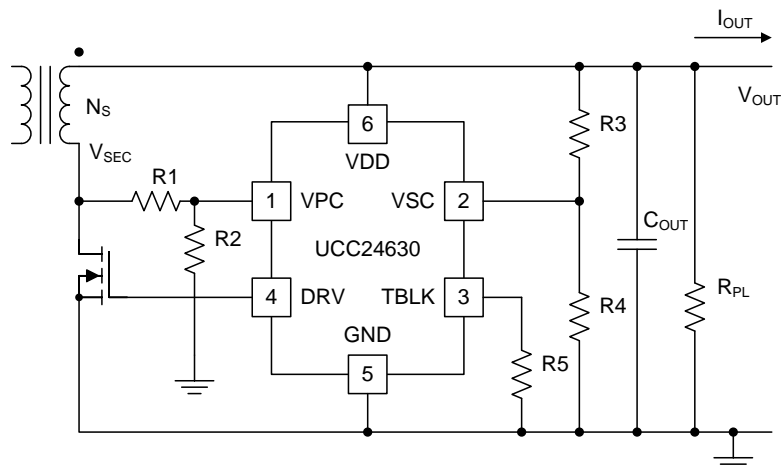 I_OUT
V_OUT
N_S
V_SEC
R1
R2
R3
6
VDD
1
VPC
VSC
2
UCC24630
C_OUT
4
DRV
TBLK
3
R4
R_PL
GND
5
R5